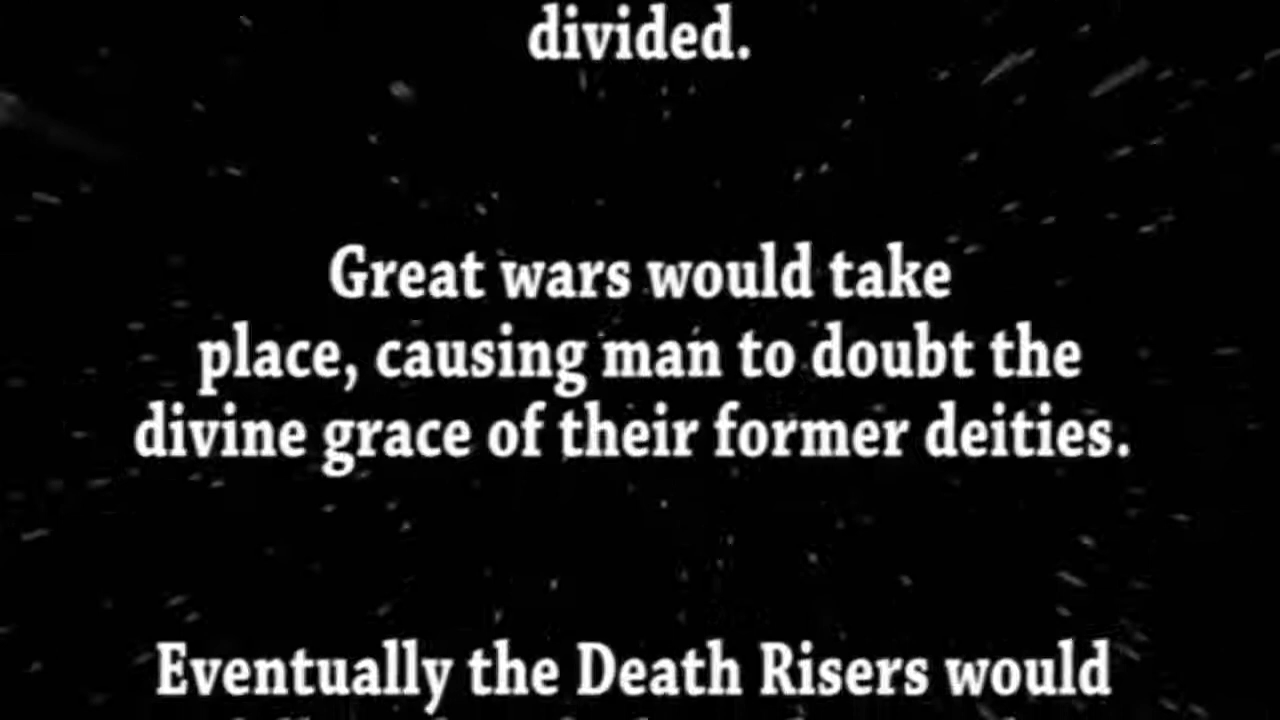 divided.
Great wars would take
place, causing man to doubt the
divine grace of their former deities.
Eventually the Death Risers would